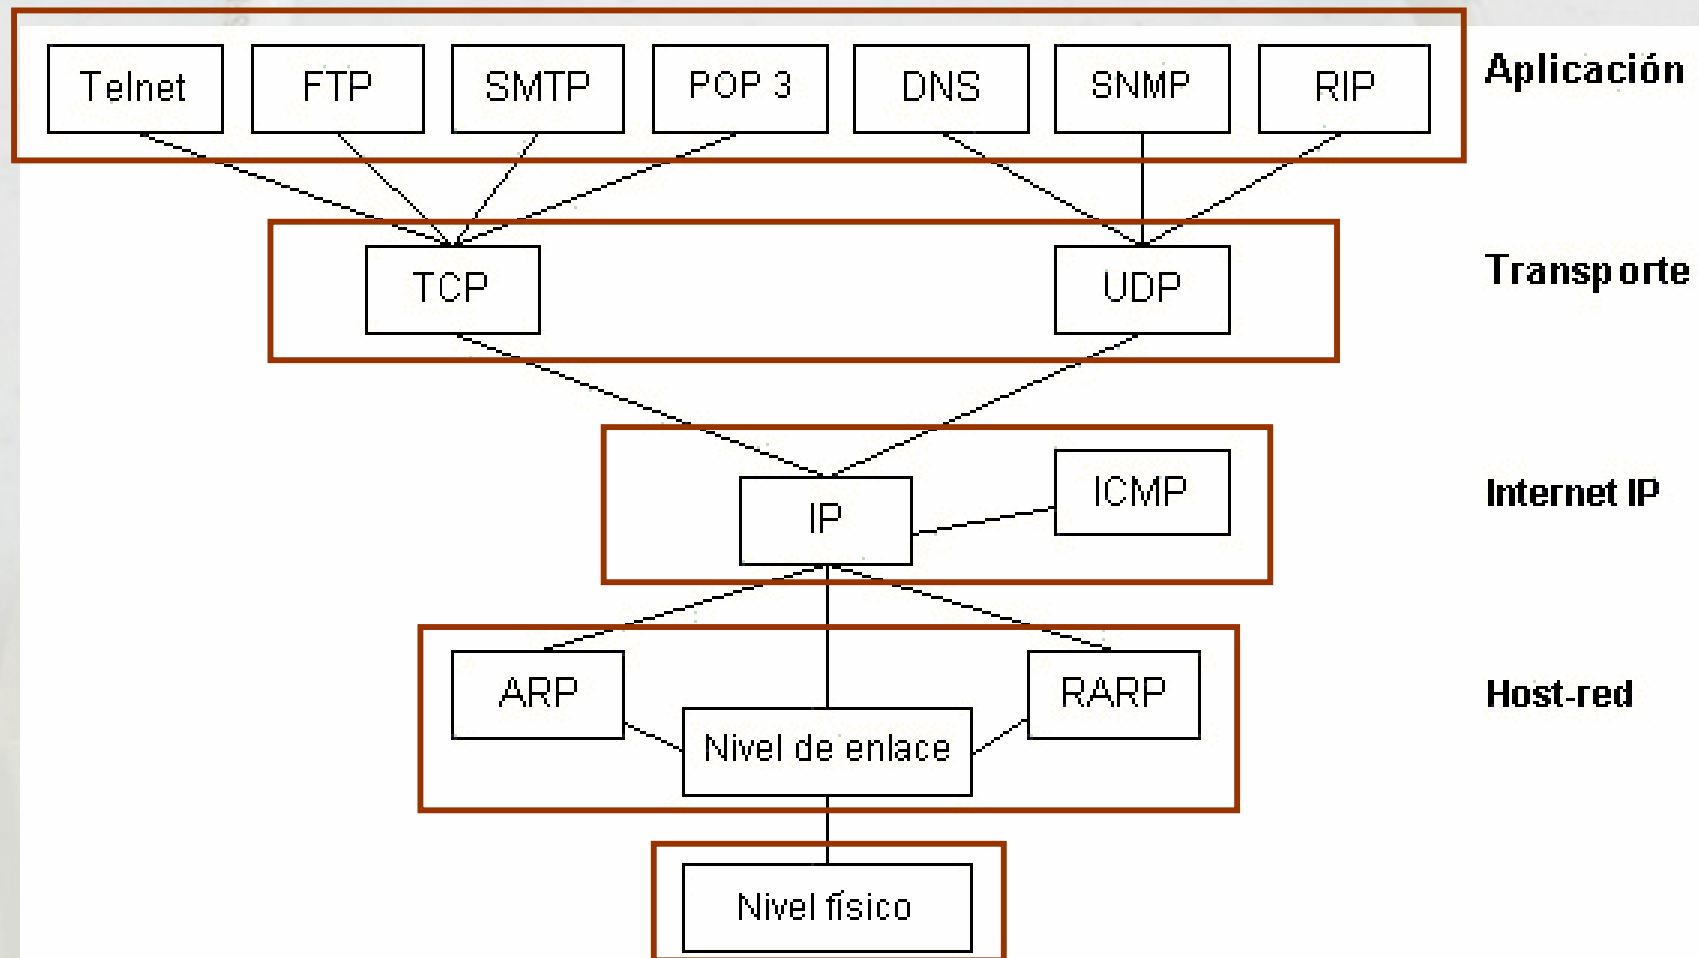 Telnet
FTP
SMTP
POP 3
DNS
SNMP
RIP
Aplicación
TCP
UDP
Transporte
IP
ICMP
Internet IP
ARP
RARP
Host-red
Nivel de enlace
Nivel físico